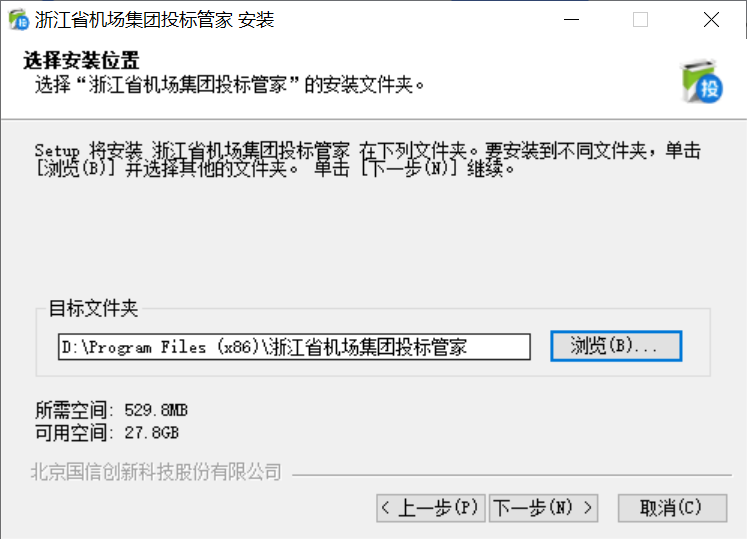 浙江省机场集团投标管家 安装
选择安装位置
选择“浙江省机场集团投标管家”的安装文件夹。
投
Setup 将安装 浙江省机场集团投标管家 在下列文件夹。要安装到不同文件夹，单击
[浏览(B)] 并选择其他的文件夹。 单击 [下一步(N)] 继续。
目标文件夹
D:\Program Files (x86)\浙江省机场集团投标管家
浏览(B)...
所需空间: 529.8MB
可用空间: 27.8GB
北京国信创新科技股份有限公司
< 上一步(P)
下一步(N) >
取消(C)